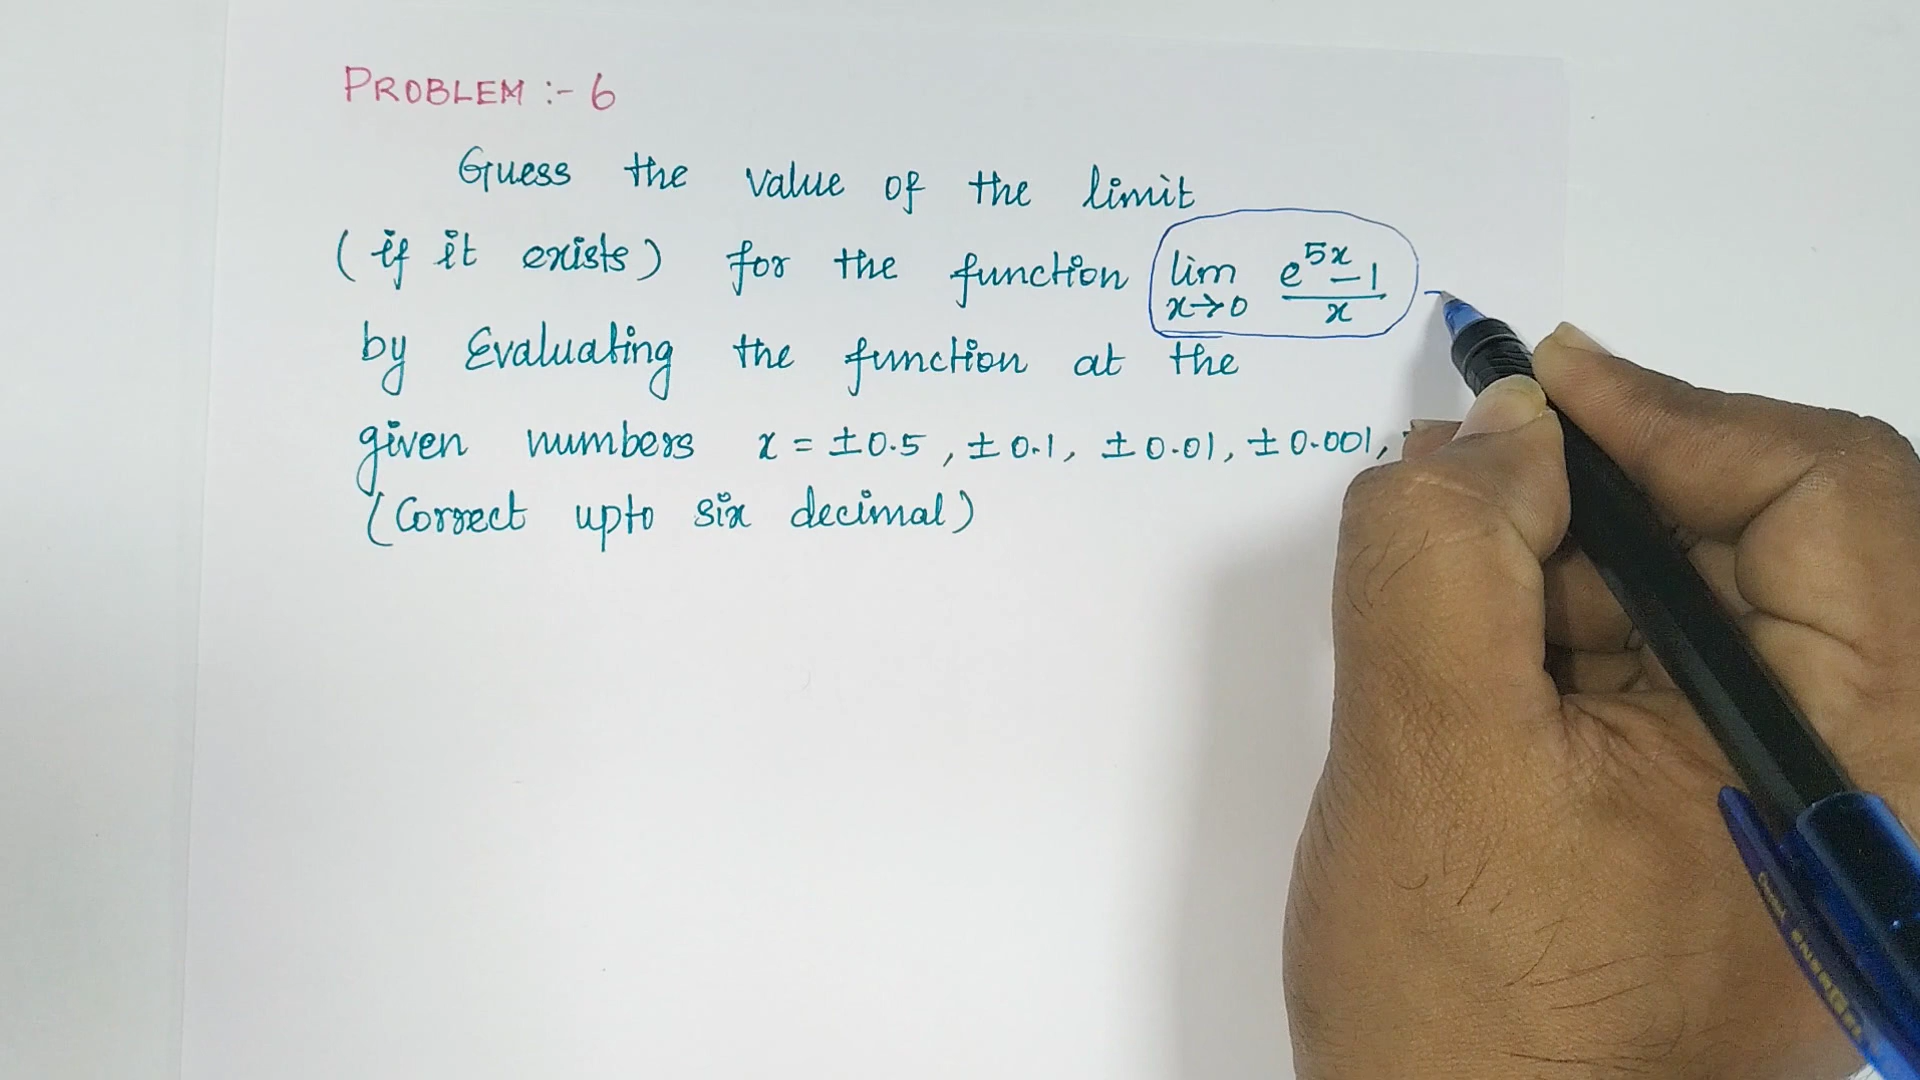 PROBLEM :- 6
Guess the value of the limit
(if it exists) for the function lim x→0 e^5x-1/x
by Evaluating the function at the
given numbers x = ±0.5, ±0.1, ±0.01, ±0.001,
(Correct upto six decimal)